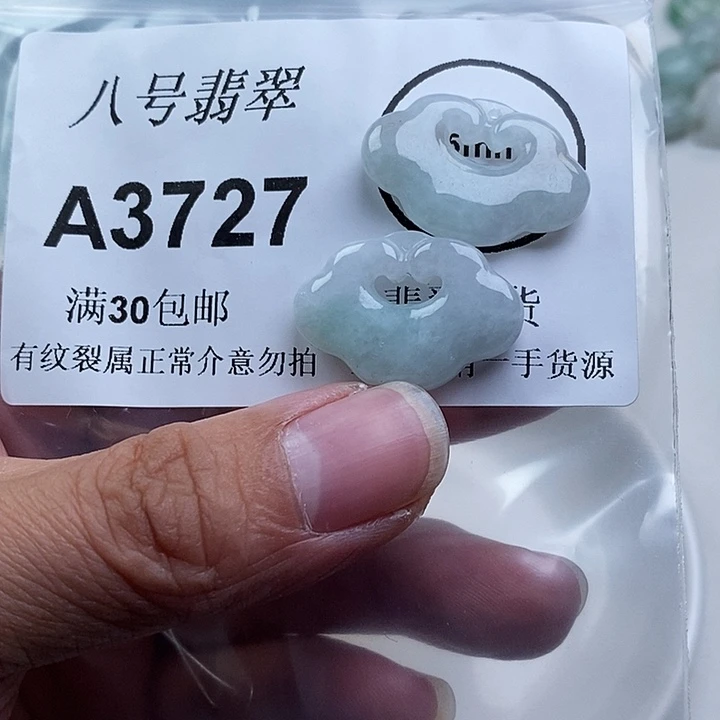 八号翡翠
A3727
满30包邮
货
有纹裂属正常介意勿拍
一手货源